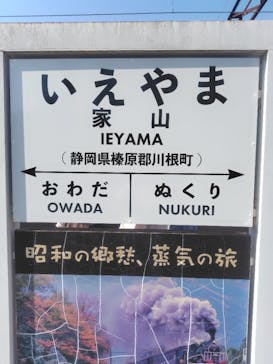 いえやま
家山
IEYAMA
(静岡県榛原郡川根町)
おわだ ぬくり
OWADA NUKURI
昭和の郷愁、蒸気の旅